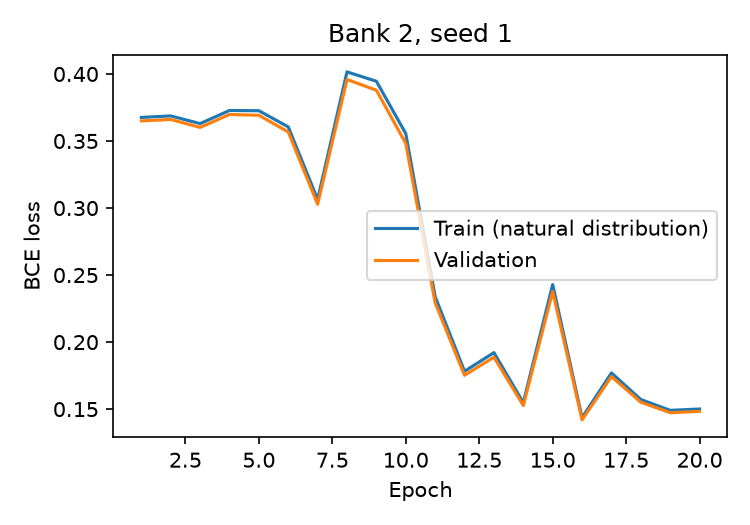 Bank 2, seed 1
BCE loss
0.40
0.35
0.30
0.25
0.20
0.15
Train (natural distribution)
Validation
2.5 5.0 7.5 10.0 12.5 15.0 17.5 20.0
Epoch